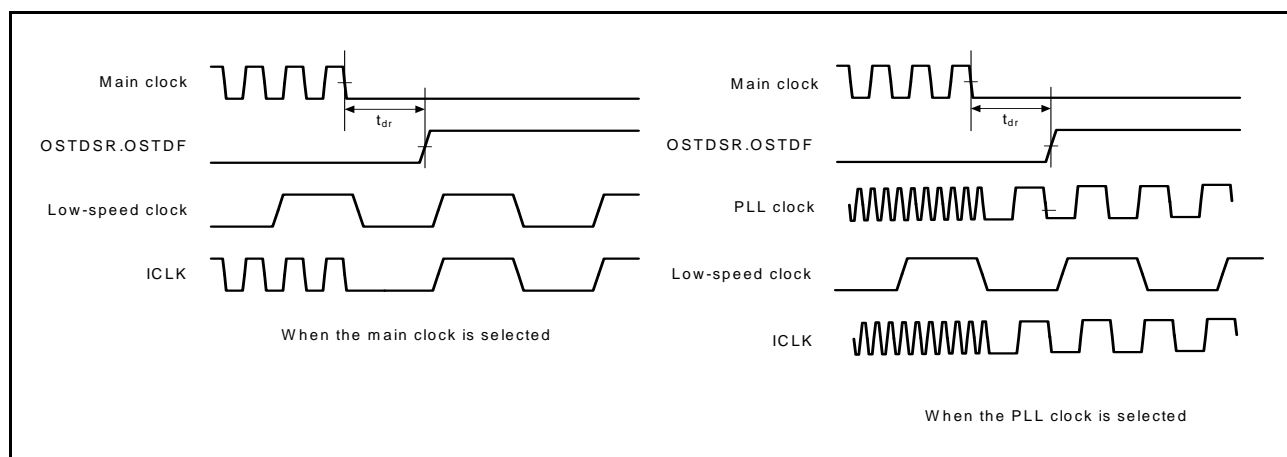 Main clock
t_dr
OSTDSR.OSTDF
Low-speed clock
ICLK
When the main clock is selected
Main clock
t_dr
OSTDSR.OSTDF
PLL clock
Low-speed clock
ICLK
When the PLL clock is selected